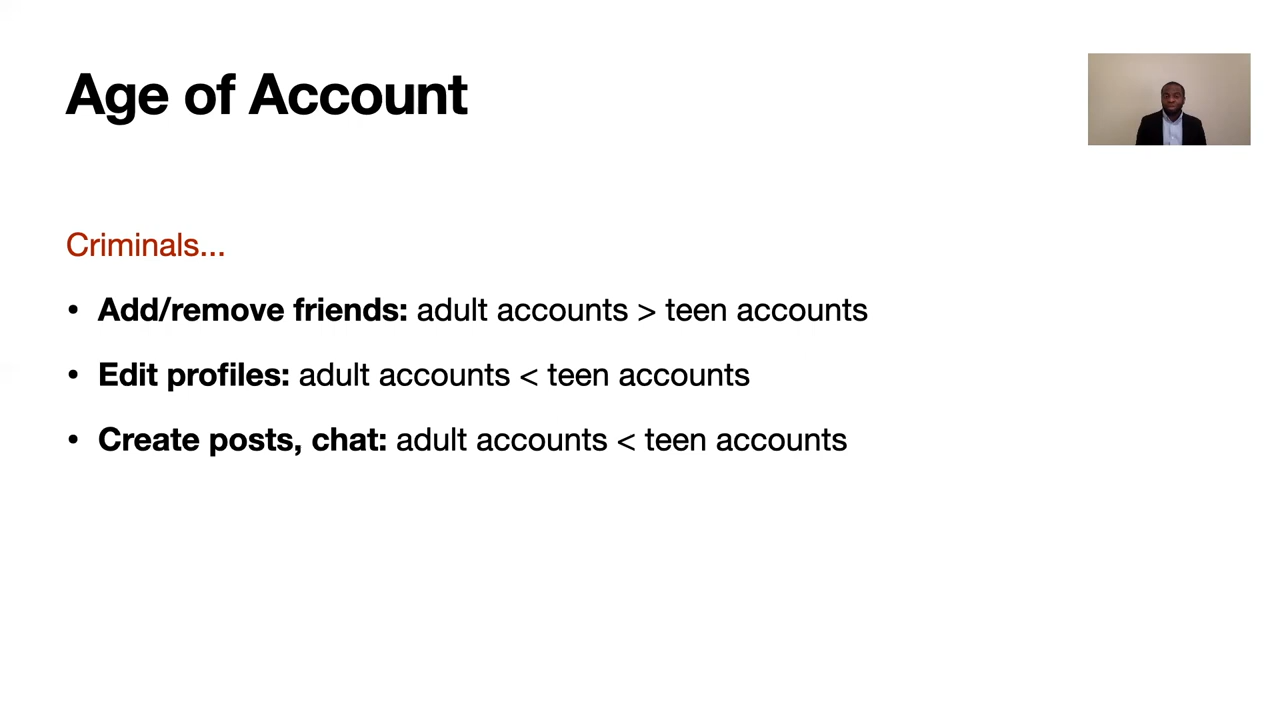 Age of Account
Criminals...
• Add/remove friends: adult accounts > teen accounts
• Edit profiles: adult accounts < teen accounts
• Create posts, chat: adult accounts < teen accounts